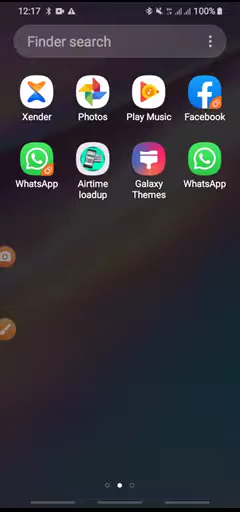 12:17 100%
Finder search
Xender Photos Play Music Facebook
WhatsApp Airtime loadup Galaxy Themes WhatsApp